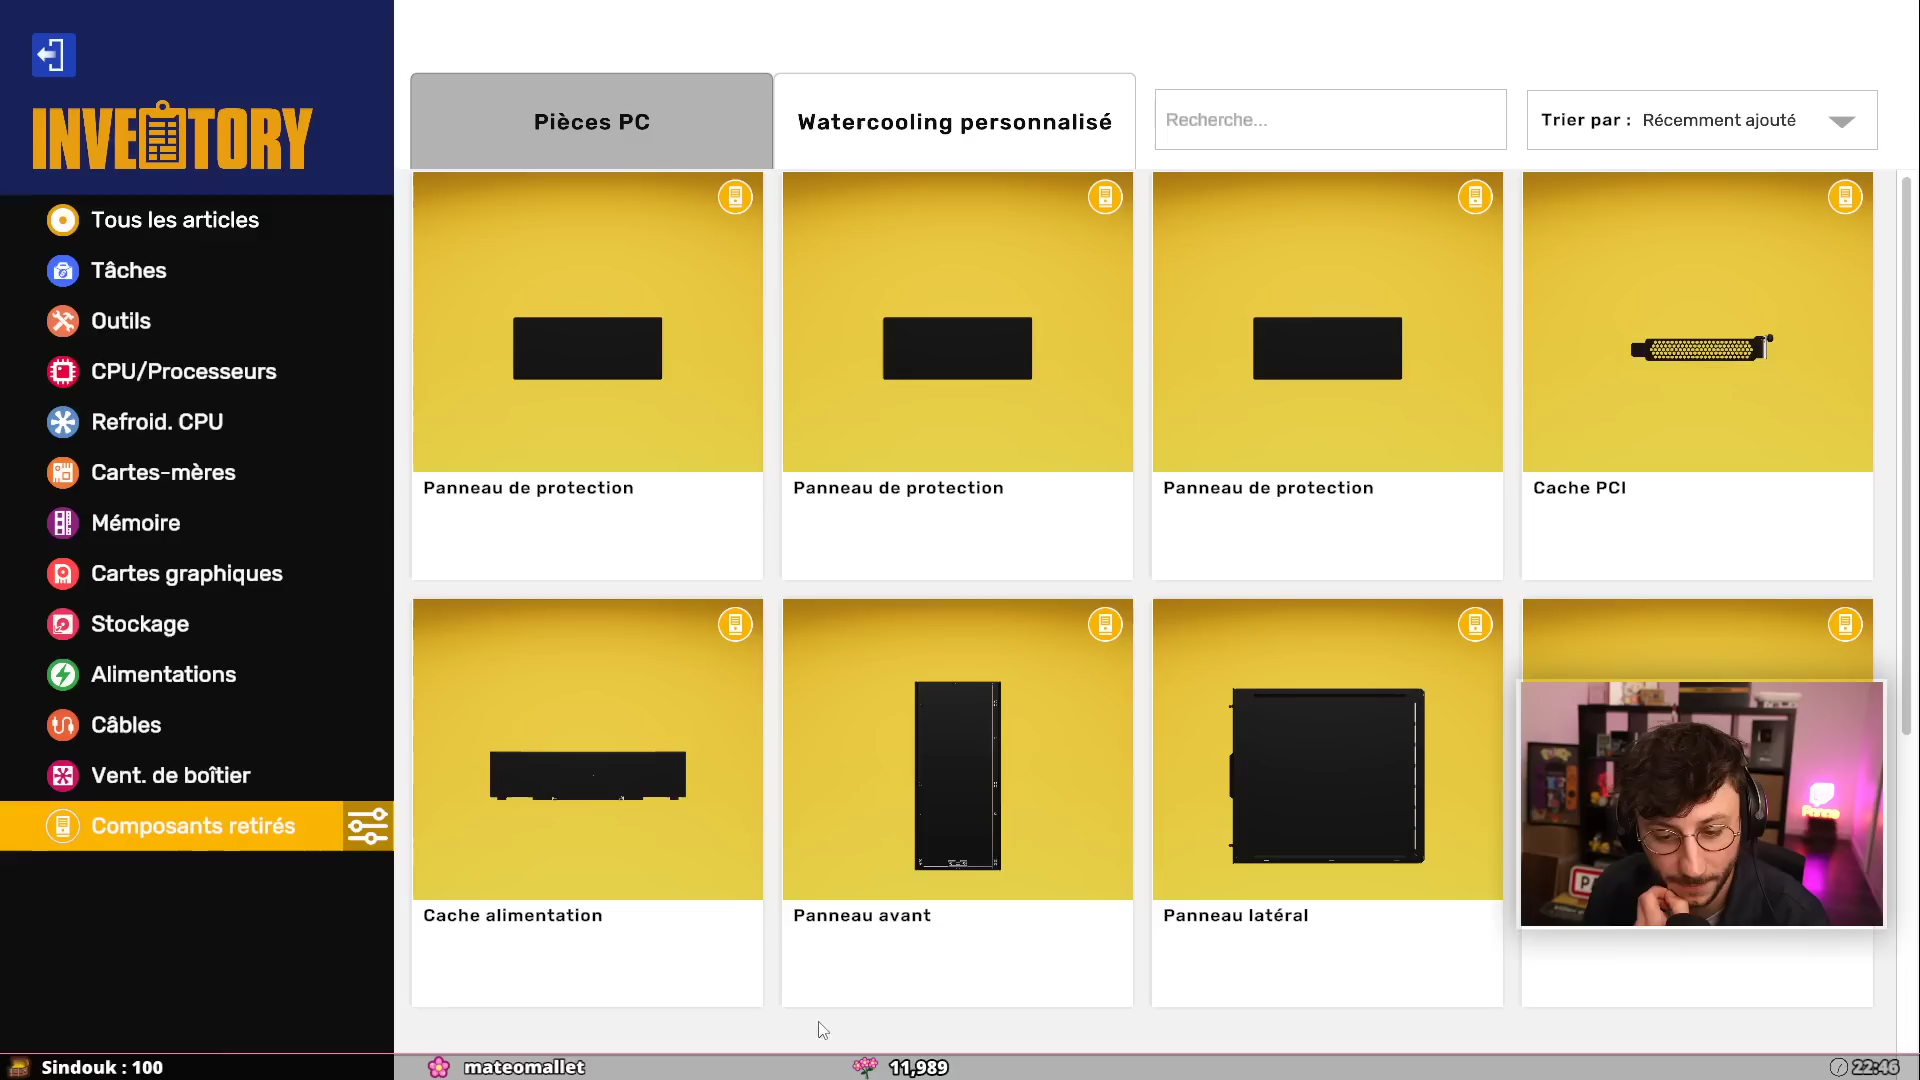 INVENTORY
Pièces PC
Watercooling personnalisé
Recherche...
Trier par : Récemment ajouté
Tous les articles
Tâches
Outils
CPU/Processeurs
Refroid. CPU
Cartes-mères
Mémoire
Cartes graphiques
Stockage
Alimentations
Câbles
Vent. de boîtier
Composants retirés
Panneau de protection
Panneau de protection
Panneau de protection
Cache PCI
Cache alimentation
Panneau avant
Panneau latéral
Sindouk : 100
mateomallet
11,989
22:46